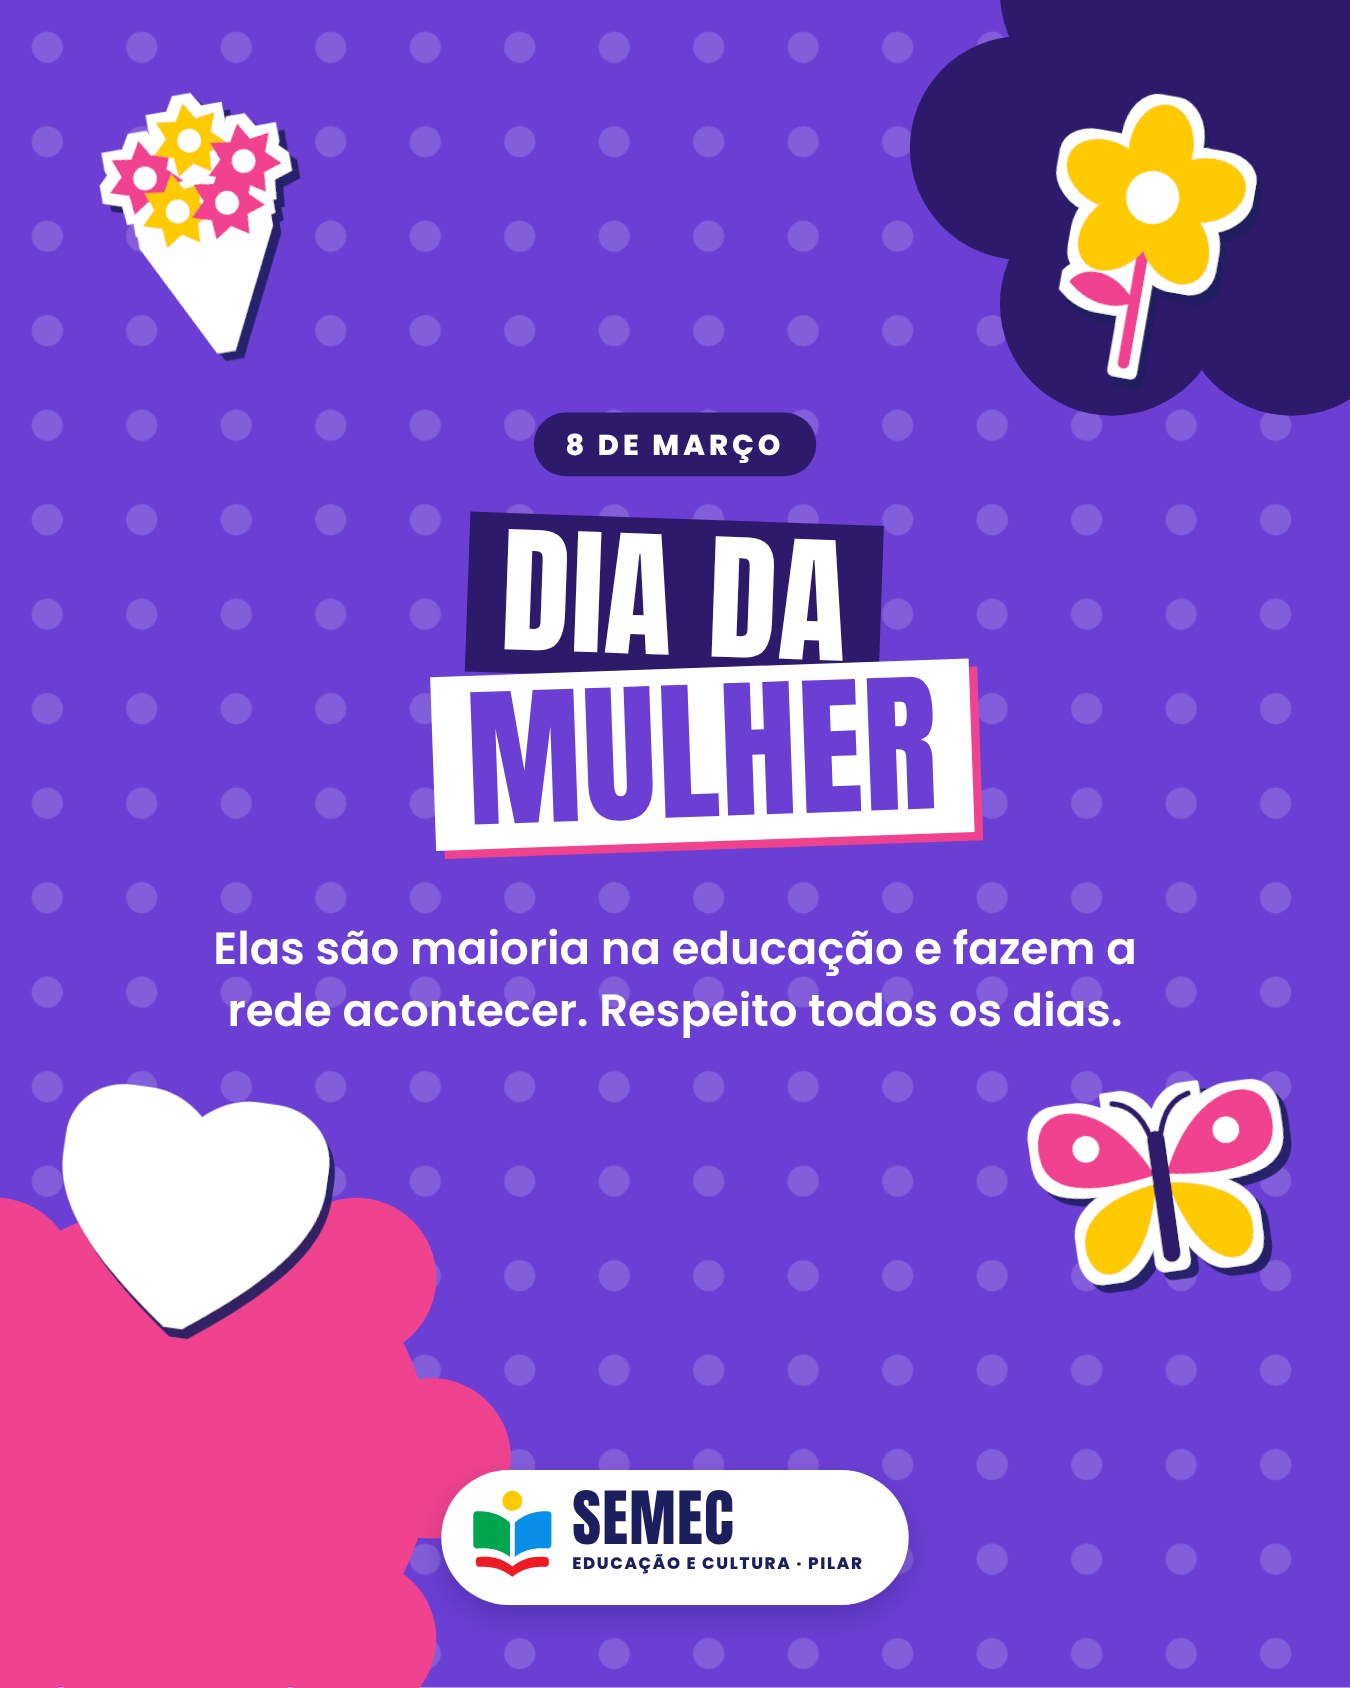 8 DE MARÇO
DIA DA
MULHER
Elas são maioria na educação e fazem a
rede acontecer. Respeito todos os dias.
SEMEC
EDUCAÇÃO E CULTURA · PILAR